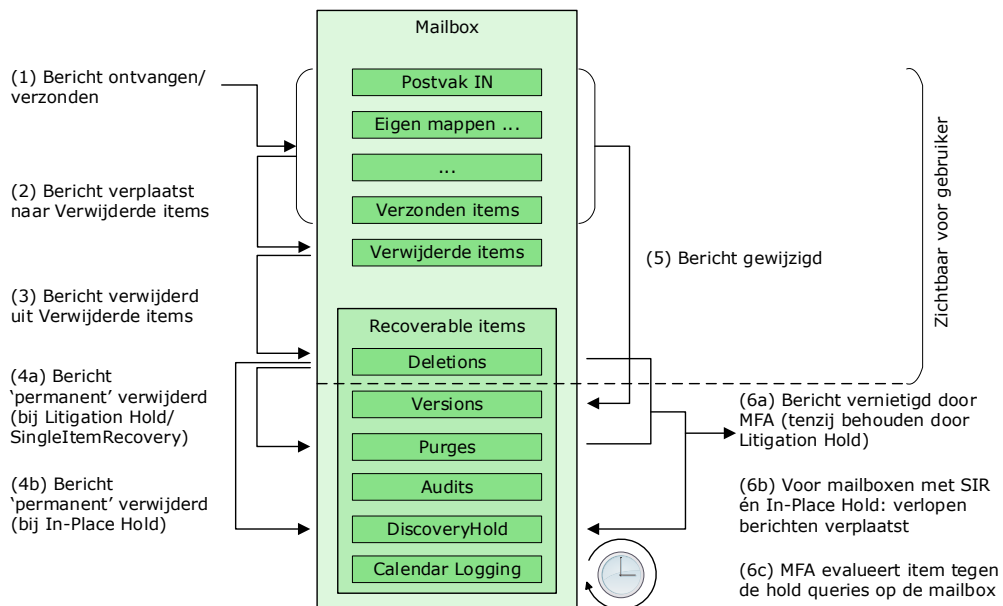 Mailbox
(1) Bericht ontvangen/
verzonden
Postvak IN
Eigen mappen ...
...
(2) Bericht verplaatst
naar Verwijderde items
Verzonden items
Verwijderde items
(5) Bericht gewijzigd
Zichtbaar voor gebruiker
(3) Bericht verwijderd
uit Verwijderde items
Recoverable items
Deletions
(4a) Bericht
‘permanent’ verwijderd
(bij Litigation Hold/
SingleItemRecovery)
Versions
Purges
Audits
(6a) Bericht vernietigd door
MFA (tenzij behouden door
Litigation Hold)
(4b) Bericht
‘permanent’ verwijderd
(bij In-Place Hold)
DiscoveryHold
Calendar Logging
(6b) Voor mailboxen met SIR
én In-Place Hold: verlopen
berichten verplaatst
(6c) MFA evalueert item tegen
de hold queries op de mailbox